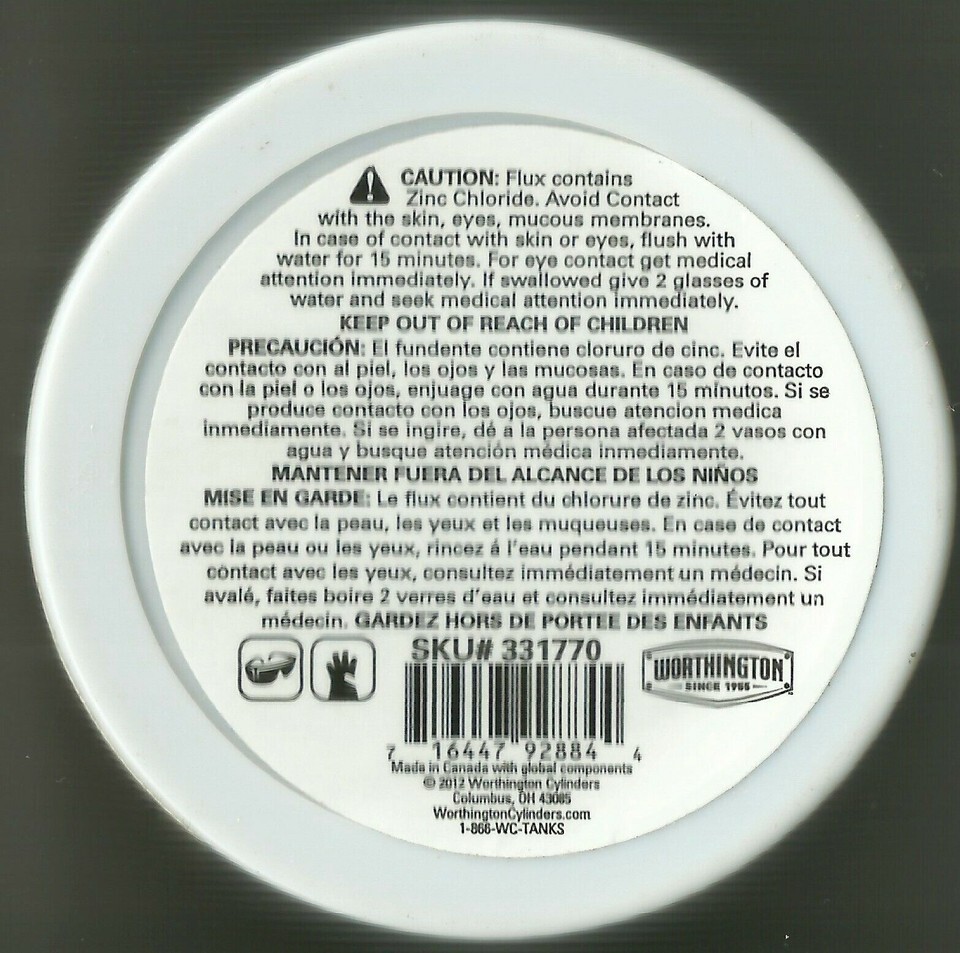 CAUTION: Flux contains
Zinc Chloride. Avoid Contact
with the skin, eyes, mucous membranes.
In case of contact with skin or eyes, flush with
water for 15 minutes. For eye contact get medical
attention immediately. If swallowed give 2 glasses of
water and seek medical attention immediately.
KEEP OUT OF REACH OF CHILDREN
PRECAUCIÓN: El fundente contiene cloruro de cinc. Evite el
contacto con al piel, los ojos y las mucosas. En caso de contacto
con la piel o los ojos, enjuage con agua durante 15 minutos. Si se
produce contacto con los ojos, buscue atencion medica
inmediamente. Si se ingire, dé a la persona afectada 2 vasos con
agua y busque atención médica inmediamente.
MANTENER FUERA DEL ALCANCE DE LOS NIÑOS
MISE EN GARDE: Le flux contient du chlorure de zinc. Évitez tout
contact avec la peau, les yeux et les muqueuses. En case de contact
avec la peau ou les yeux, rincez á l'eau pendant 15 minutes. Pour tout
contact avec les yeux, consultez immédiatement un médecin. Si
avalé, faites boire 2 verres d'eau et consultez immédiatement un
médecin. GARDEZ HORS DE PORTEE DES ENFANTS
SKU# 331770
WORTHINGTON
SINCE 1955
7 16447 92884 4
Made in Canada with global components
© 2012 Worthington Cylinders
Columbus, OH 43085
WorthingtonCylinders.com
1-866-WC-TANKS